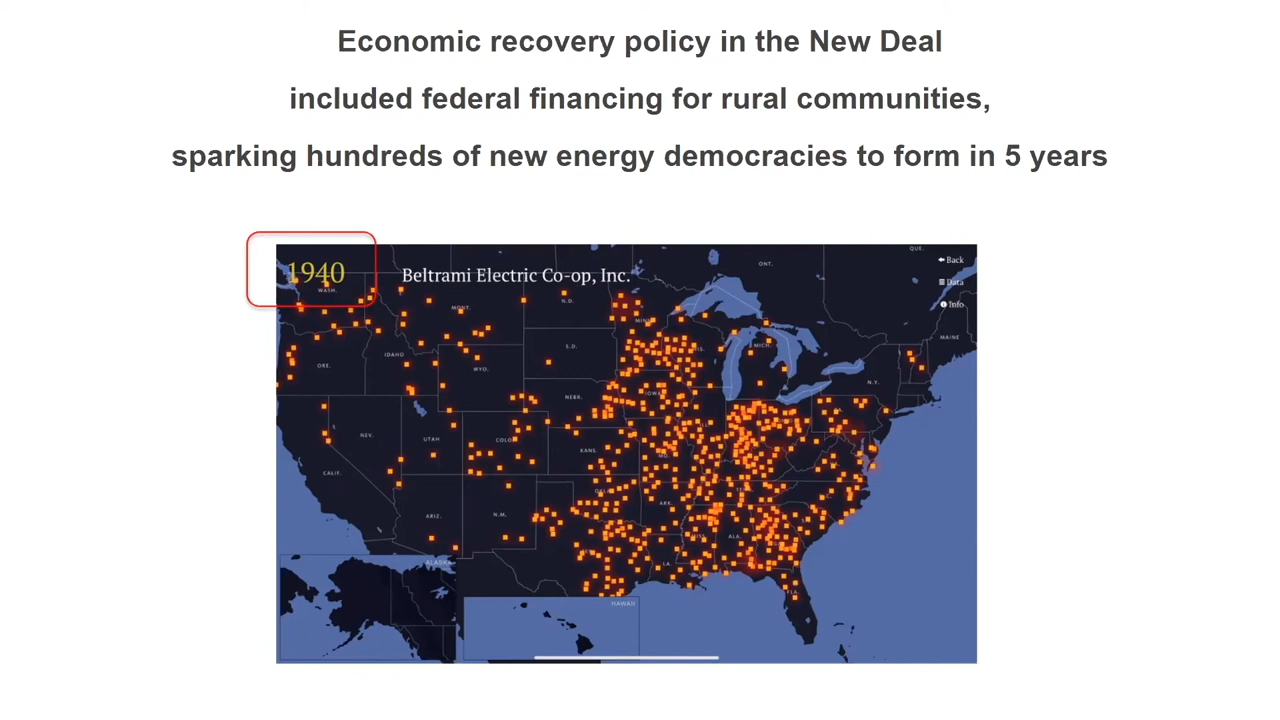 Economic recovery policy in the New Deal
included federal financing for rural communities,
sparking hundreds of new energy democracies to form in 5 years
1940
Beltrami Electric Co-op, Inc.
QUE.
ONT.
Back
Data
Info
WASH.
MONT.
N.D.
MAINE
S.D.
MICH.
IDAHO
ORE.
WYO.
N.Y.
NEBR.
IOWA
NEV.
UTAH
COLO
KANS.
MO.
CALIF.
ARIZ.
N.M.
ARK.
ALA.
LA.
ALASKA
FLA.
HAWAII